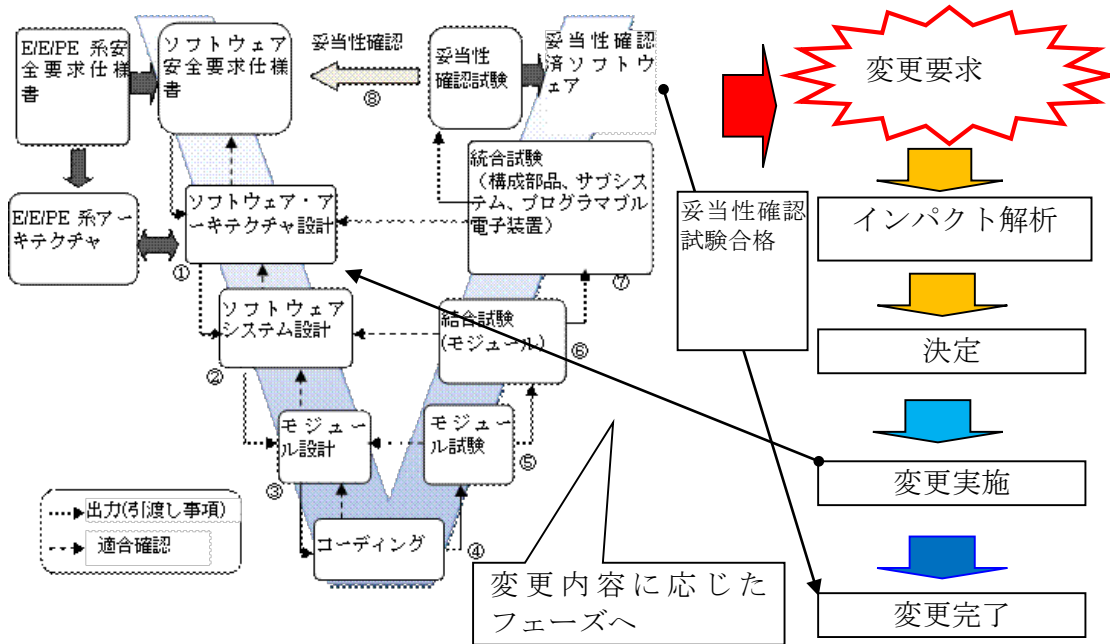 E/E/PE 系安
全要求仕様
書
ソフトウェア
安全要求仕様
書
妥当性確認
⑧
妥当性
確認試験
妥当性確認
済ソフトウ
ェア
変更要求
E/E/PE 系アー
キテクチャ
ソフトウェア・ア
ーキテクチャ設計
①
統合試験
（構成部品、サブシス
テム、プログラマブル
電子装置）
⑦
妥当性確認
試験合格
インパクト解析
ソフトウェア
システム設計
②
結合試験
(モジュール)
⑥
決定
モジュー
ル設計
③
モジュー
ル試験
⑤
変更実施
出力(引渡し事項)
適合確認
コーディング
④
変更内容に応じた
フェーズへ
変更完了